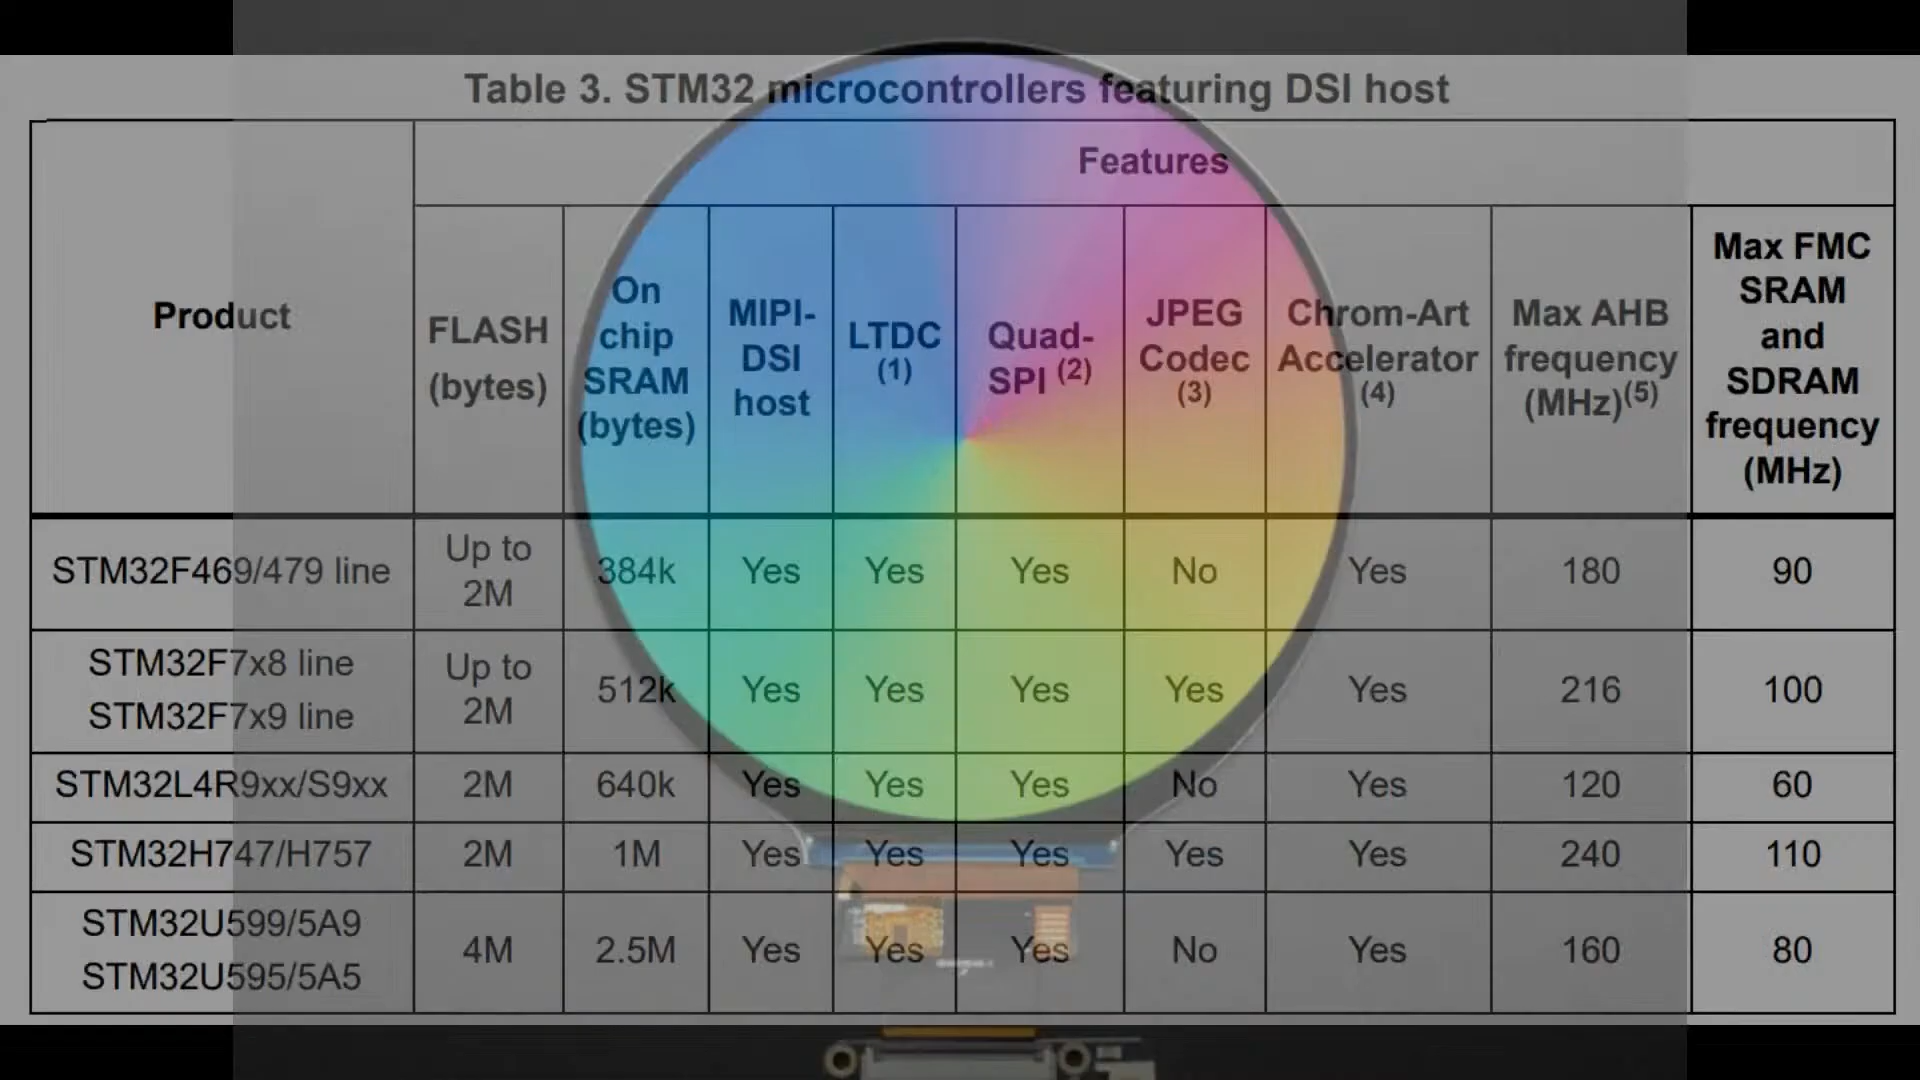 Table 3. STM32 microcontrollers featuring DSI host
Product
Features
FLASH
(bytes)
On
chip
SRAM
(bytes)
MIPI-
DSI
host
LTDC
(1)
Quad-
SPI (2)
JPEG
Codec
(3)
Chrom-Art
Accelerator
(4)
Max AHB
frequency
(MHz)(5)
Max FMC
SRAM
and
SDRAM
frequency
(MHz)
STM32F469/479 line
Up to
2M
384k
Yes
Yes
Yes
No
Yes
180
90
STM32F7x8 line
STM32F7x9 line
Up to
2M
512k
Yes
Yes
Yes
Yes
Yes
216
100
STM32L4R9xx/S9xx
2M
640k
Yes
Yes
Yes
No
Yes
120
60
STM32H747/H757
2M
1M
Yes
Yes
Yes
Yes
Yes
240
110
STM32U599/5A9
STM32U595/5A5
4M
2.5M
Yes
Yes
Yes
No
Yes
160
80